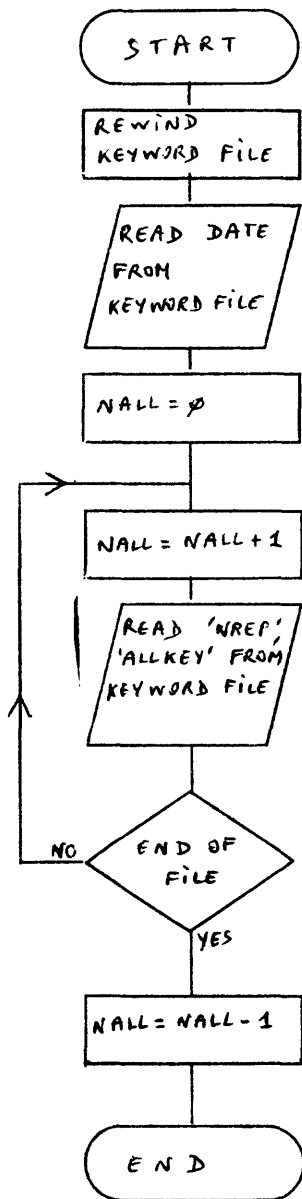 START
REWIND
KEYWORD FILE
READ DATE
FROM
KEYWORD FILE
NALL = ø
NALL = NALL + 1
READ 'NREF'
'ALLKEY' FROM
KEYWORD FILE
END OF
FILE
NO
YES
NALL = NALL - 1
END